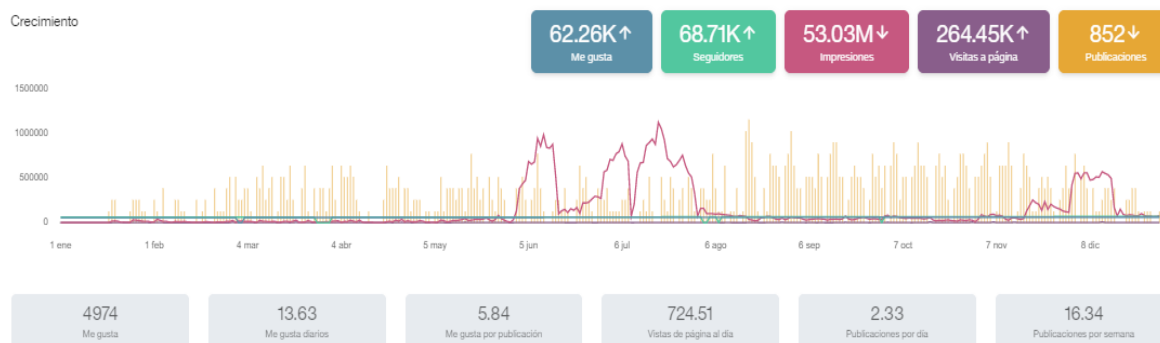 Crecimiento
62.26K↑
Me gusta
68.71K↑
Seguidores
53.03M↓
Impresiones
264.45K↑
Visitas a página
852↓
Publicaciones
1500000
1000000
500000
0
1 ene 1 feb 4 mar 4 abr 5 may 5 jun 6 jul 6 ago 6 sep 7 oct 7 nov 8 dic
4974
Me gusta
13.63
Me gusta diarios
5.84
Me gusta por publicación
724.51
Vistas de página al día
2.33
Publicaciones por día
16.34
Publicaciones por semana